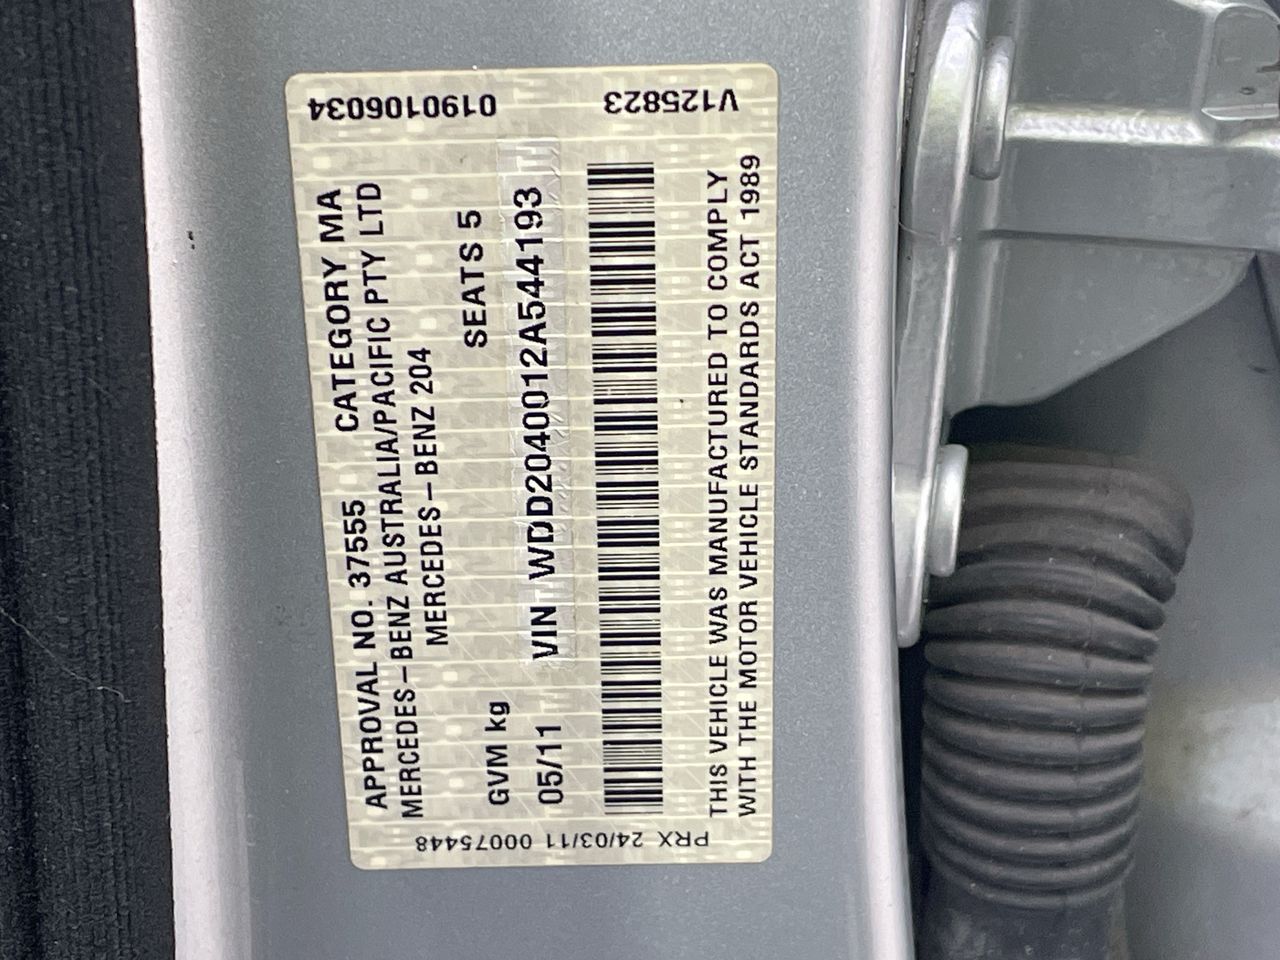 0190106034
V125823
APPROVAL NO. 37555 CATEGORY MA
MERCEDES-BENZ AUSTRALIA/PACIFIC PTY LTD
MERCEDES-BENZ 204
GVM kg SEATS 5
05/11 VIN WDD2040012A544193
THIS VEHICLE WAS MANUFACTURED TO COMPLY
WITH THE MOTOR VEHICLE STANDARDS ACT 1989
PRX 24/03/11 00075448